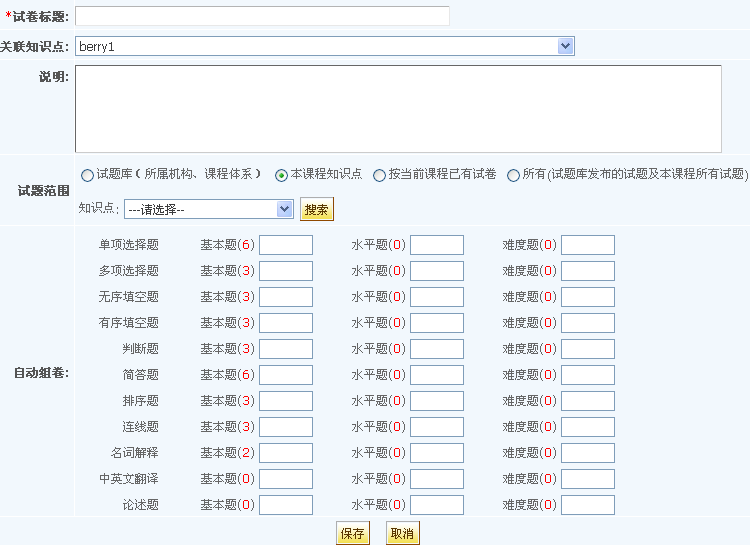 *试卷标题:
关联知识点: berry1
说明:
试题范围 试题库(所属机构、课程体系) 本课程知识点 按当前课程已有试卷 所有(试题库发布的试题及本课程所有试题)
知识点: ---请选择-- 搜索
自动组卷:
单项选择题 基本题(6) 水平题(0) 难度题(0)
多项选择题 基本题(3) 水平题(0) 难度题(0)
无序填空题 基本题(3) 水平题(0) 难度题(0)
有序填空题 基本题(3) 水平题(0) 难度题(0)
判断题 基本题(3) 水平题(0) 难度题(0)
简答题 基本题(6) 水平题(0) 难度题(0)
排序题 基本题(3) 水平题(0) 难度题(0)
连线题 基本题(3) 水平题(0) 难度题(0)
名词解释 基本题(2) 水平题(0) 难度题(0)
中英文翻译 基本题(0) 水平题(0) 难度题(0)
论述题 基本题(0) 水平题(0) 难度题(0)
保存 取消